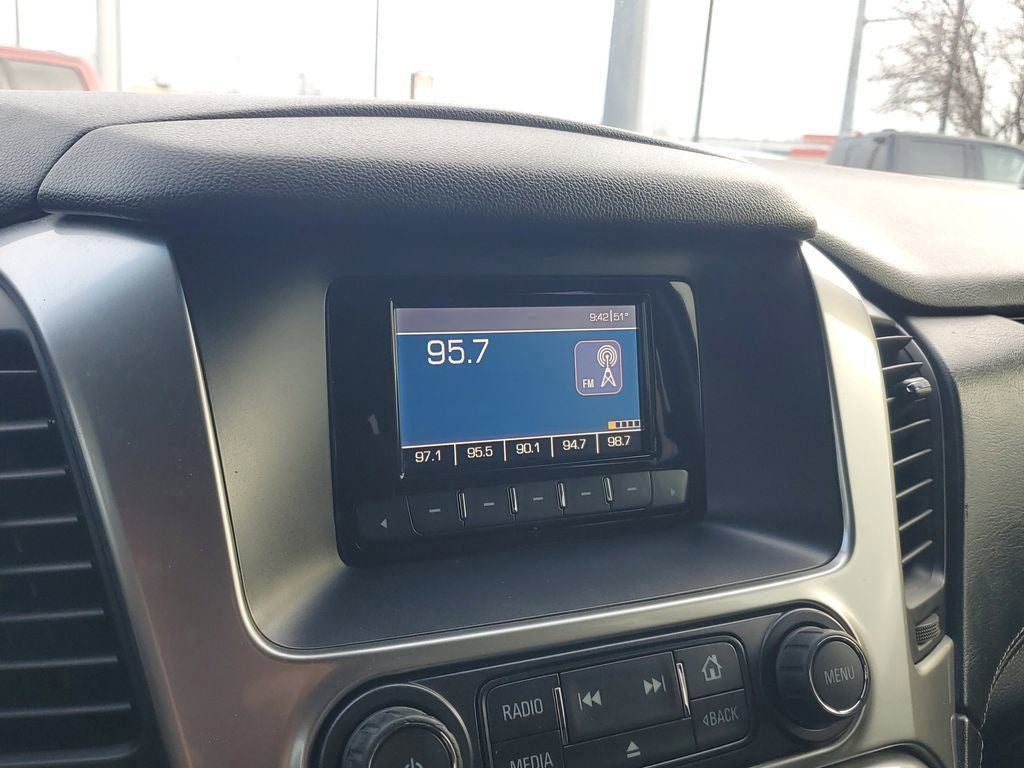 9:42|51°
95.7
FM
97.1 95.5 90.1 94.7 98.7
RADIO
MENU
BACK
MEDIA